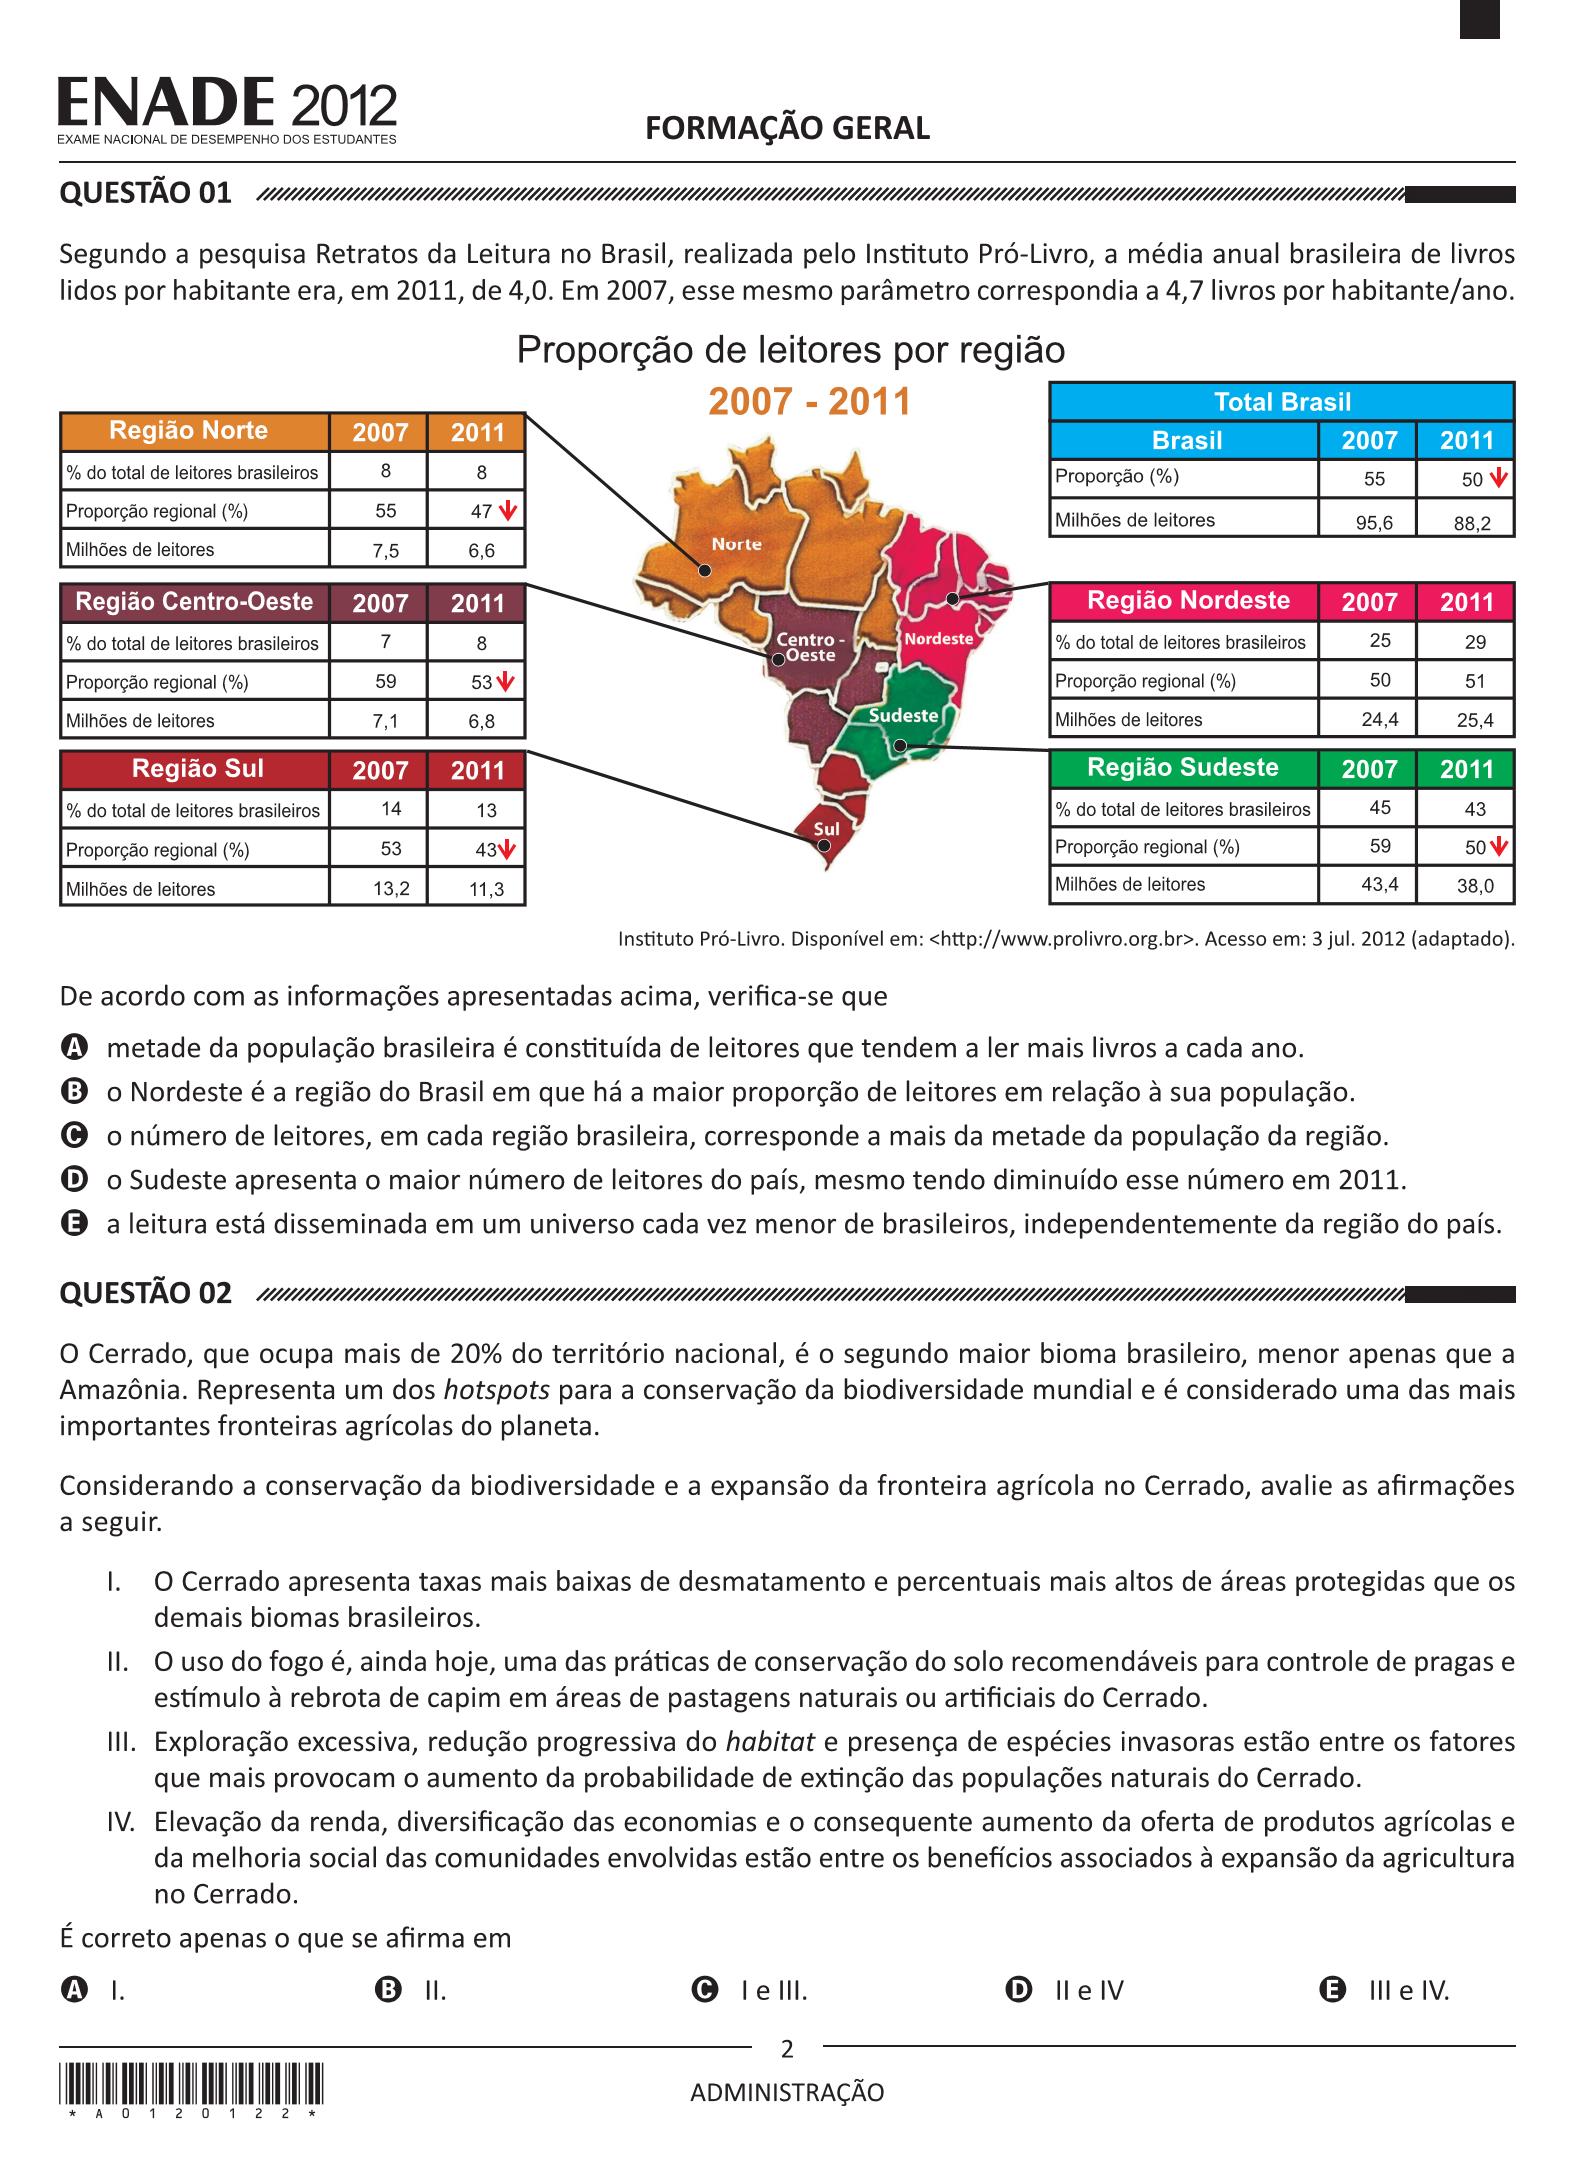 ENADE 2012
EXAME NACIONAL DE DESEMPENHO DOS ESTUDANTES
FORMAÇÃO GERAL
QUESTÃO 01
Segundo a pesquisa Retratos da Leitura no Brasil, realizada pelo Instituto Pró-Livro, a média anual brasileira de livros
lidos por habitante era, em 2011, de 4,0. Em 2007, esse mesmo parâmetro correspondia a 4,7 livros por habitante/ano.
Proporção de leitores por região
2007 - 2011
Região Norte 2007 2011
% do total de leitores brasileiros 8 8
Proporção regional (%) 55 47
Milhões de leitores 7,5 6,6
Região Centro-Oeste 2007 2011
% do total de leitores brasileiros 7 8
Proporção regional (%) 59 53
Milhões de leitores 7,1 6,8
Região Sul 2007 2011
% do total de leitores brasileiros 14 13
Proporção regional (%) 53 43
Milhões de leitores 13,2 11,3
Norte
Centro -
Oeste
Nordeste
Sudeste
Sul
Total Brasil
Brasil 2007 2011
Proporção (%) 55 50
Milhões de leitores 95,6 88,2
Região Nordeste 2007 2011
% do total de leitores brasileiros 25 29
Proporção regional (%) 50 51
Milhões de leitores 24,4 25,4
Região Sudeste 2007 2011
% do total de leitores brasileiros 45 43
Proporção regional (%) 59 50
Milhões de leitores 43,4 38,0
Instituto Pró-Livro. Disponível em: <http://www.prolivro.org.br>. Acesso em: 3 jul. 2012 (adaptado).
De acordo com as informações apresentadas acima, verifica-se que
A metade da população brasileira é constituída de leitores que tendem a ler mais livros a cada ano.
B o Nordeste é a região do Brasil em que há a maior proporção de leitores em relação à sua população.
C o número de leitores, em cada região brasileira, corresponde a mais da metade da população da região.
D o Sudeste apresenta o maior número de leitores do país, mesmo tendo diminuído esse número em 2011.
E a leitura está disseminada em um universo cada vez menor de brasileiros, independentemente da região do país.
QUESTÃO 02
O Cerrado, que ocupa mais de 20% do território nacional, é o segundo maior bioma brasileiro, menor apenas que a
Amazônia. Representa um dos hotspots para a conservação da biodiversidade mundial e é considerado uma das mais
importantes fronteiras agrícolas do planeta.
Considerando a conservação da biodiversidade e a expansão da fronteira agrícola no Cerrado, avalie as afirmações
a seguir.
I. O Cerrado apresenta taxas mais baixas de desmatamento e percentuais mais altos de áreas protegidas que os
demais biomas brasileiros.
II. O uso do fogo é, ainda hoje, uma das práticas de conservação do solo recomendáveis para controle de pragas e
estímulo à rebrota de capim em áreas de pastagens naturais ou artificiais do Cerrado.
III. Exploração excessiva, redução progressiva do habitat e presença de espécies invasoras estão entre os fatores
que mais provocam o aumento da probabilidade de extinção das populações naturais do Cerrado.
IV. Elevação da renda, diversificação das economias e o consequente aumento da oferta de produtos agrícolas e
da melhoria social das comunidades envolvidas estão entre os benefícios associados à expansão da agricultura
no Cerrado.
É correto apenas o que se afirma em
A I. B II. C I e III. D II e IV E III e IV.
2
ADMINISTRAÇÃO
* A 0 1 2 0 1 2 2 *